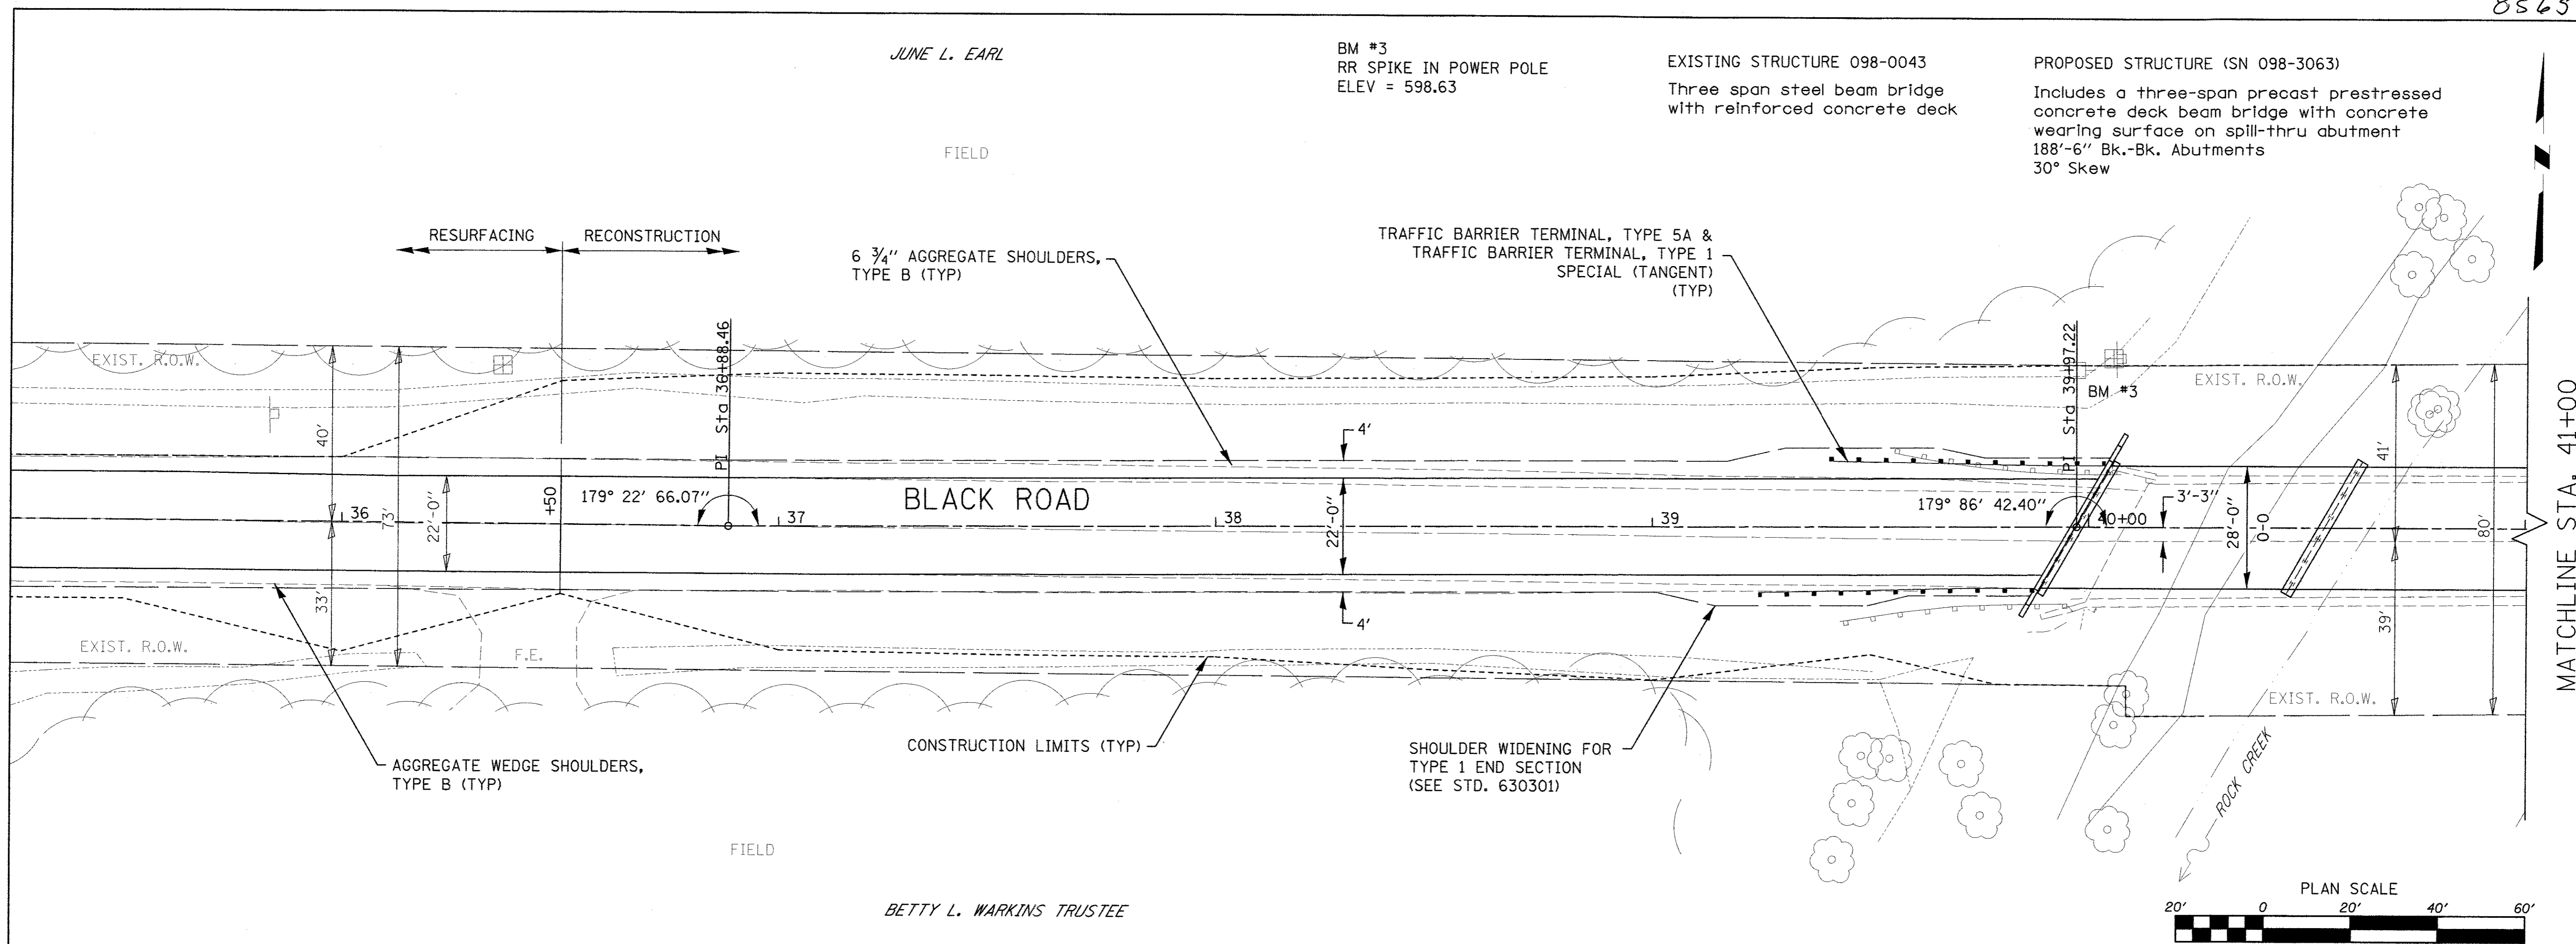 8565
JUNE L. EARL
BM #3
RR SPIKE IN POWER POLE
ELEV = 598.63
EXISTING STRUCTURE 098-0043
Three span steel beam bridge
with reinforced concrete deck
PROPOSED STRUCTURE (SN 098-3063)
Includes a three-span precast prestressed
concrete deck beam bridge with concrete
wearing surface on spill-thru abutment
188'-6" Bk.-Bk. Abutments
30° Skew
FIELD
RESURFACING
RECONSTRUCTION
6 3/4" AGGREGATE SHOULDERS,
TYPE B (TYP)
TRAFFIC BARRIER TERMINAL, TYPE 5A &
TRAFFIC BARRIER TERMINAL, TYPE 1
SPECIAL (TANGENT)
(TYP)
EXIST. R.O.W.
PI Sta 36+88.46
PI Sta 39+97.22
EXIST. R.O.W.
BM #3
40'
73'
22'-0"
33'
36
+50
179° 22' 66.07"
37
BLACK ROAD
38
4'
22'-0"
4'
39
179° 86' 42.40"
40+00
3'-3"
28'-0"
O-O
41'
39'
80'
MATCHLINE STA. 41+00
EXIST. R.O.W.
F.E.
EXIST. R.O.W.
AGGREGATE WEDGE SHOULDERS,
TYPE B (TYP)
CONSTRUCTION LIMITS (TYP)
SHOULDER WIDENING FOR
TYPE 1 END SECTION
(SEE STD. 630301)
ROCK CREEK
FIELD
BETTY L. WARKINS TRUSTEE
PLAN SCALE
20' 0 20' 40' 60'